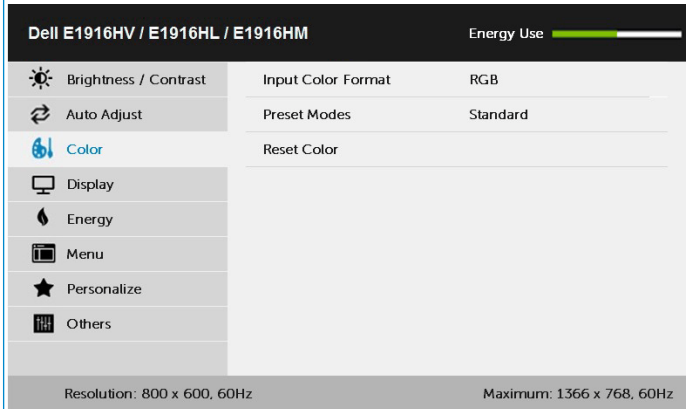 Dell E1916HV / E1916HL / E1916HM Energy Use
Brightness / Contrast Input Color Format RGB
Auto Adjust Preset Modes Standard
Color Reset Color
Display
Energy
Menu
Personalize
Others
Resolution: 800 x 600, 60Hz Maximum: 1366 x 768, 60Hz